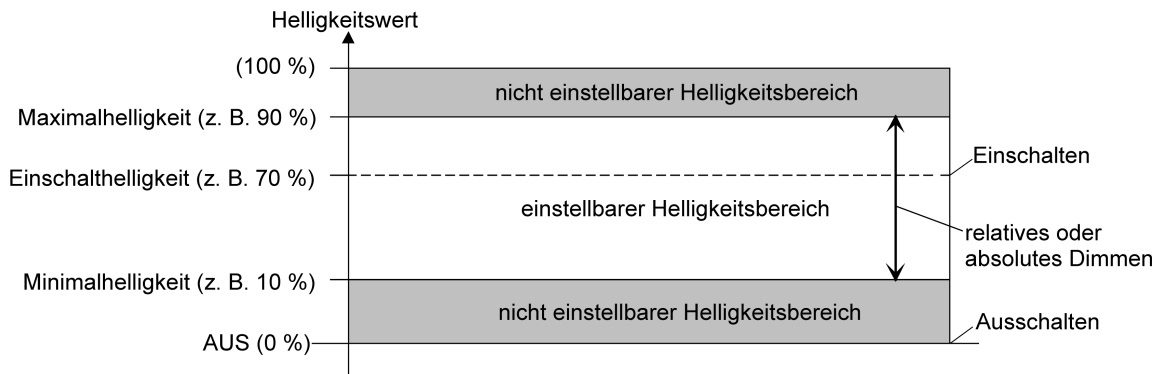 Helligkeitswert
(100 %)
nicht einstellbarer Helligkeitsbereich
Maximalhelligkeit (z. B. 90 %)
Einschalten
Einschalthelligkeit (z. B. 70 %)
einstellbarer Helligkeitsbereich
relatives oder
absolutes Dimmen
Minimalhelligkeit (z. B. 10 %)
nicht einstellbarer Helligkeitsbereich
Ausschalten
AUS (0 %)